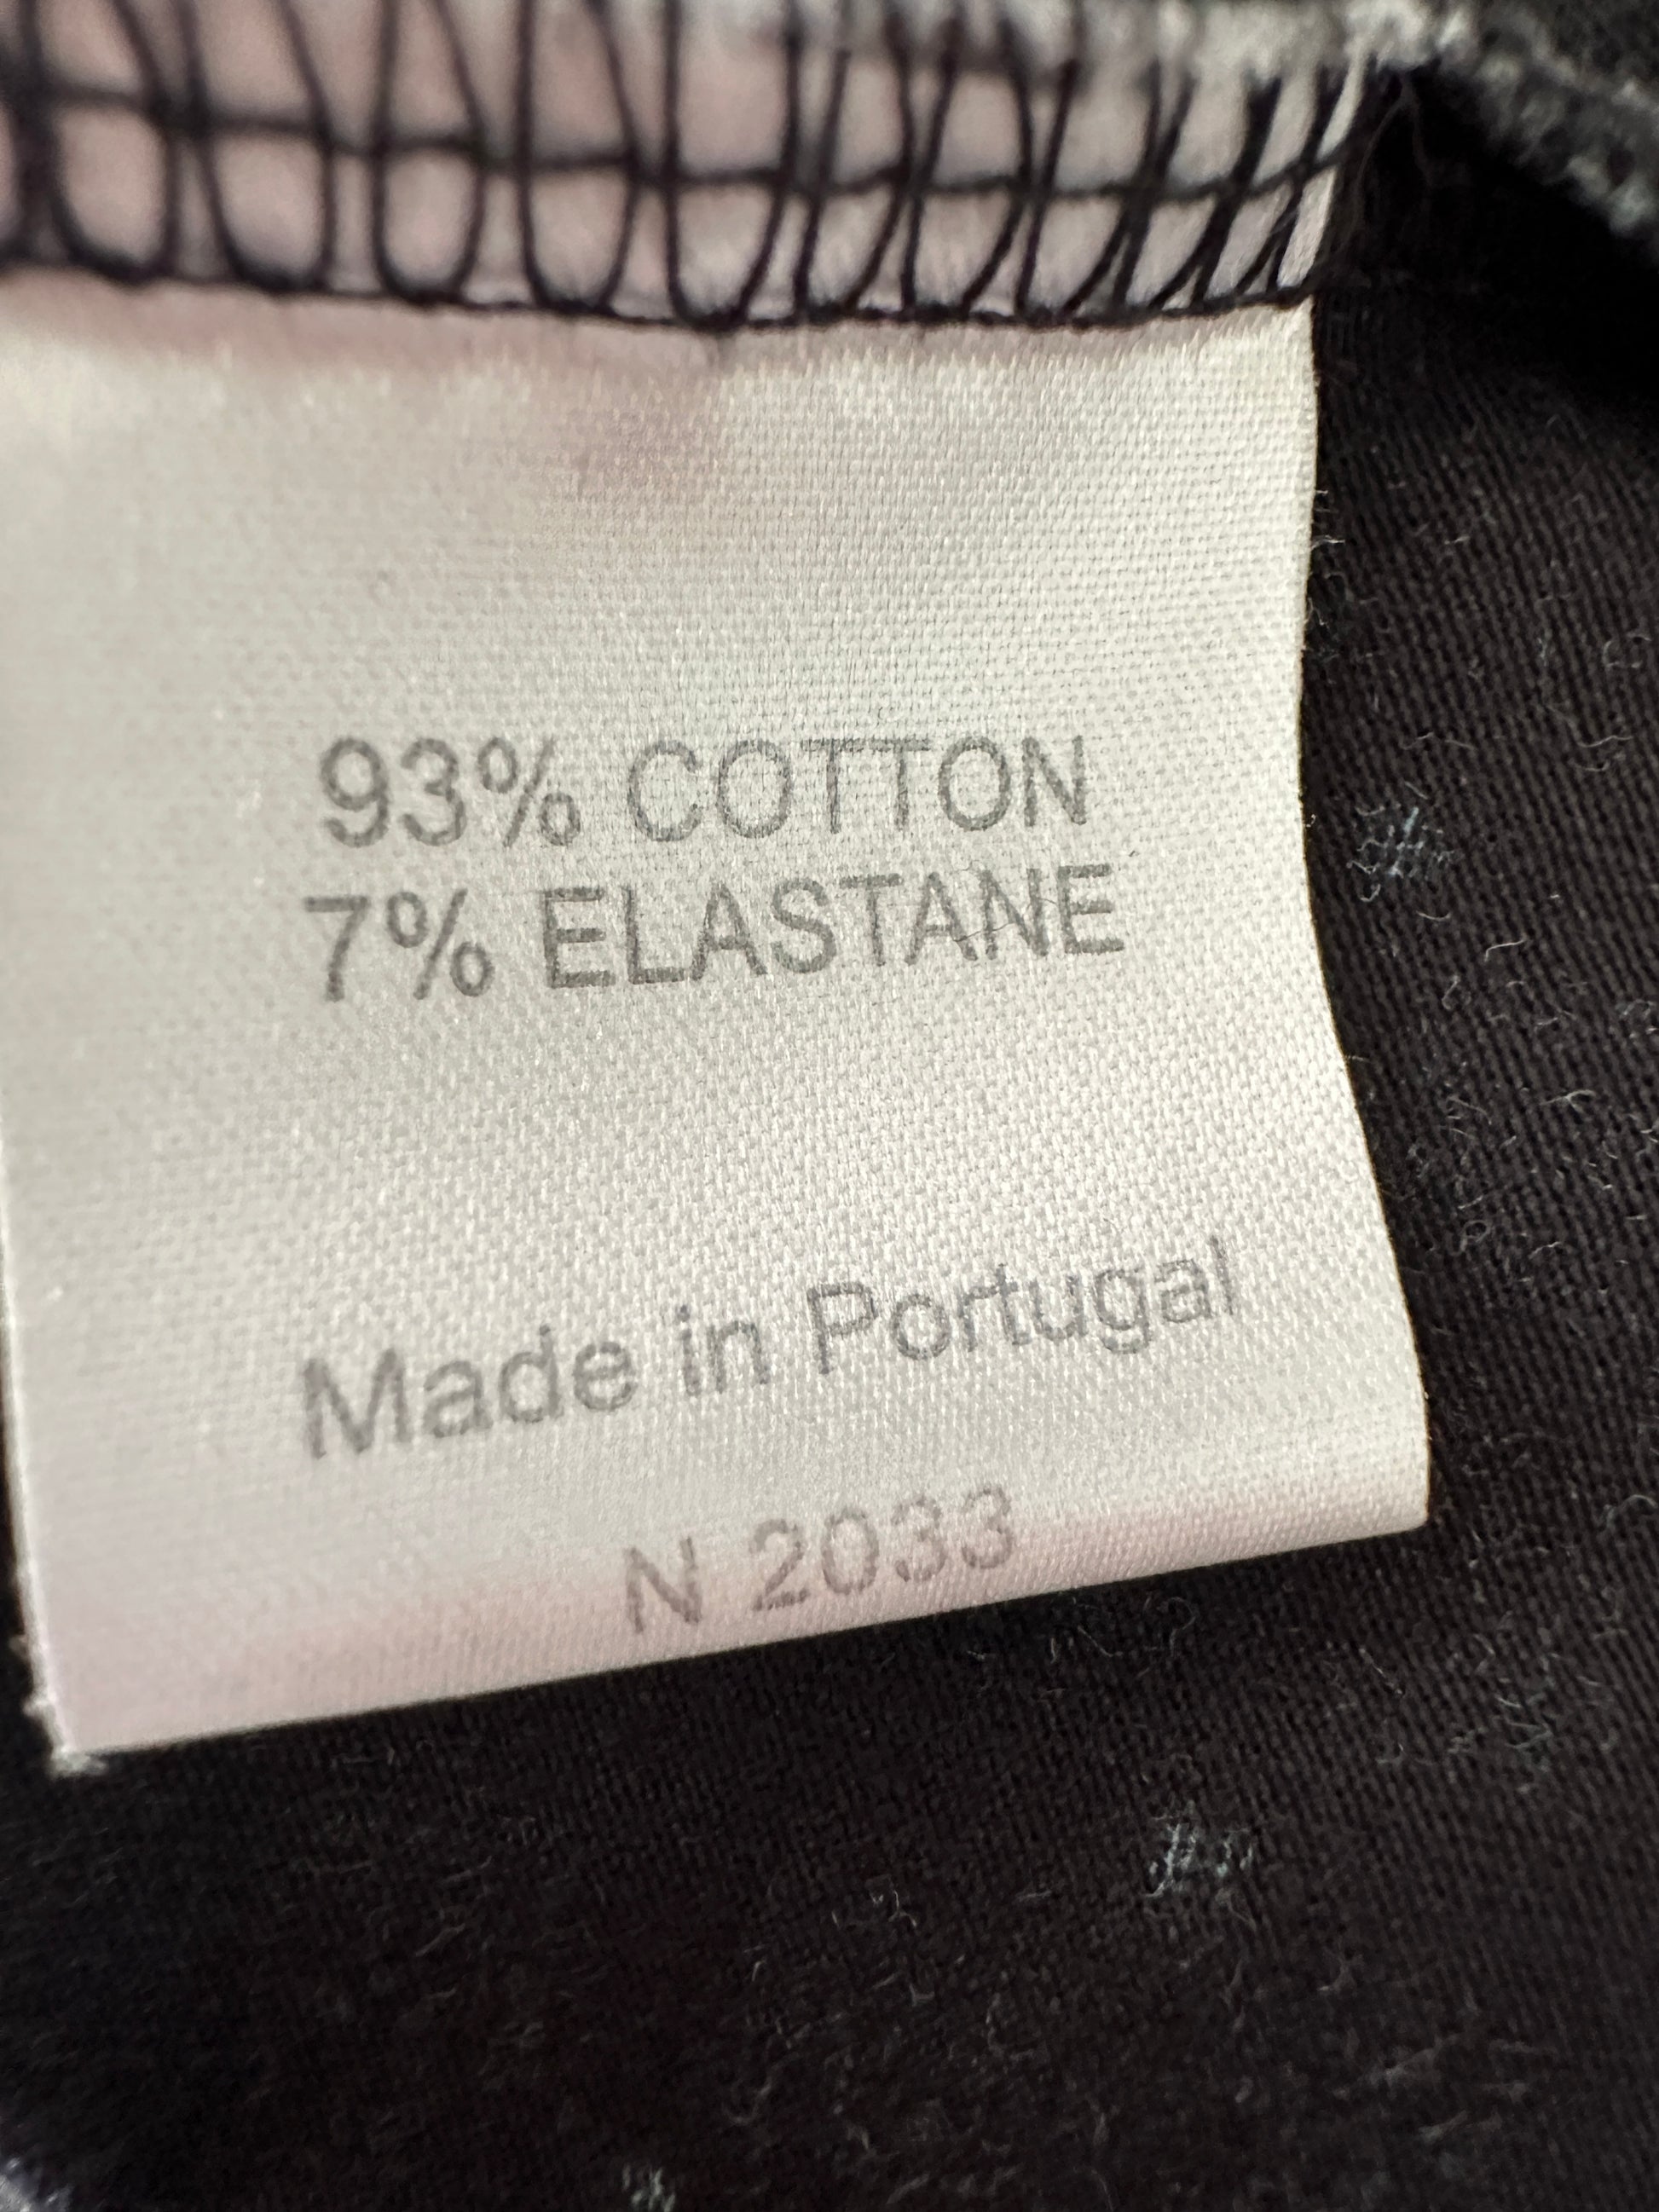 93% COTTON
7% ELASTANE
Made in Portugal
N 2033